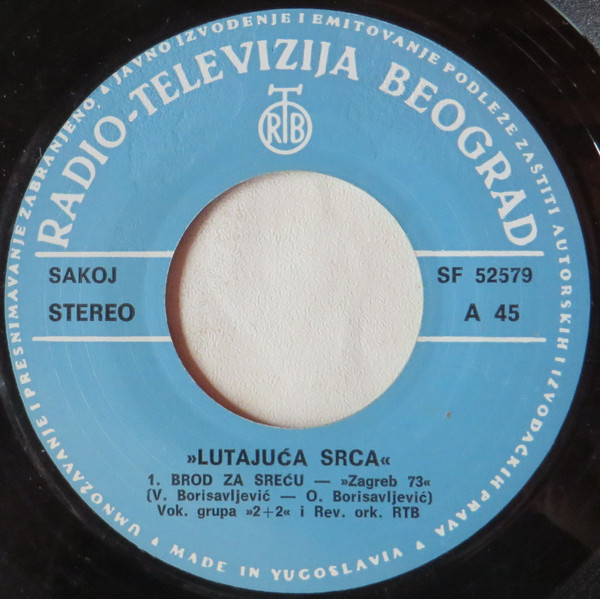 UMNOŽAVANJE I PRESNIMAVANJE ZABRANJENO. ▲ JAVNO IZVOĐENJE I EMITOVANJE PODLEŽE ZAŠTITI AUTORSKIH I IZVOĐAČKIH PRAVA ▲
RADIO-TELEVIZIJA BEOGRAD
RTB
SAKOJ
STEREO
SF 52579
A 45
»LUTAJUĆA SRCA«
1. BROD ZA SREĆU — »Zagreb 73«
(V. Borisavljević — O. Borisavljević)
Vok. grupa »2+2« i Rev. ork. RTB
MADE IN YUGOSLAVIA ▲